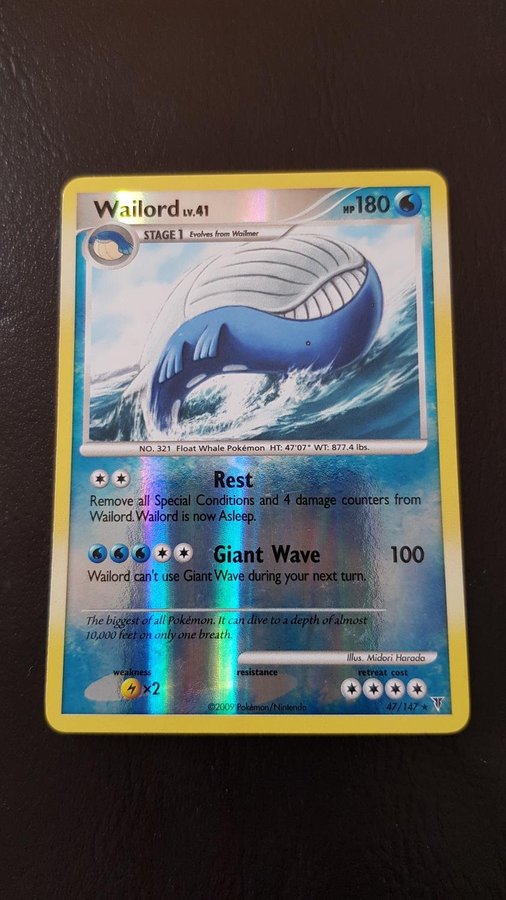 Wailord LV.41 HP 180
STAGE 1 Evolves from Wailmer
NO. 321 Float Whale Pokémon HT: 47'07" WT: 877.4 lbs.
Rest
Remove all Special Conditions and 4 damage counters from
Wailord. Wailord is now Asleep.
Giant Wave 100
Wailord can't use Giant Wave during your next turn.
The biggest of all Pokémon. It can dive to a depth of almost
10,000 feet on only one breath.
Illus. Midori Harada
weakness resistance retreat cost
×2
©2009 Pokémon/Nintendo 47/147 ★